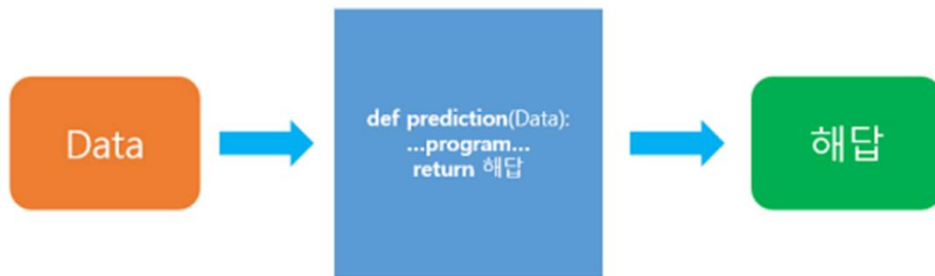 Data
def prediction(Data):
...program...
return 해답
해답